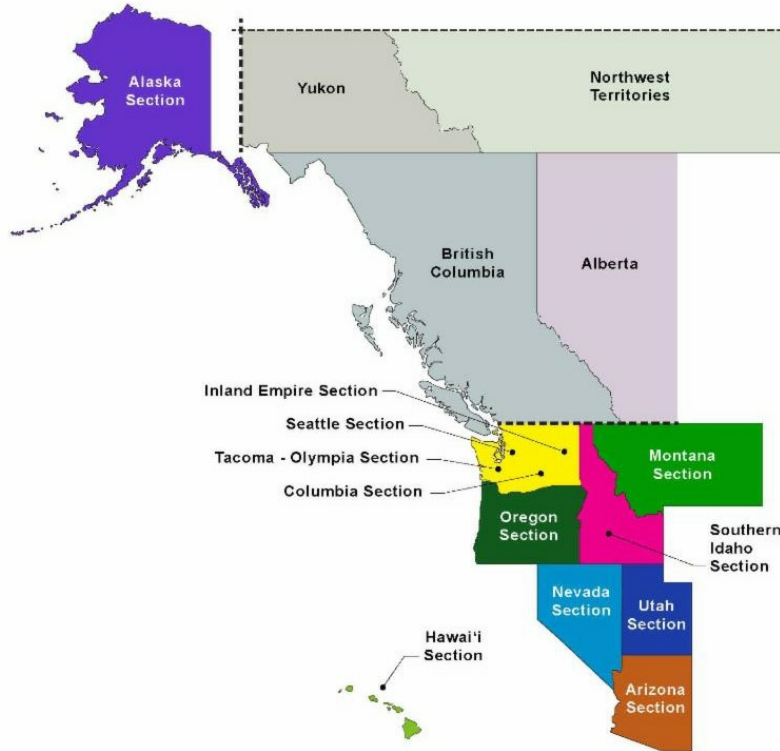 Alaska
Section
Yukon
Northwest
Territories
British
Columbia
Alberta
Inland Empire Section
Seattle Section
Tacoma - Olympia Section
Columbia Section
Montana
Section
Oregon
Section
Southern
Idaho
Section
Nevada
Section
Utah
Section
Hawai‘i
Section
Arizona
Section